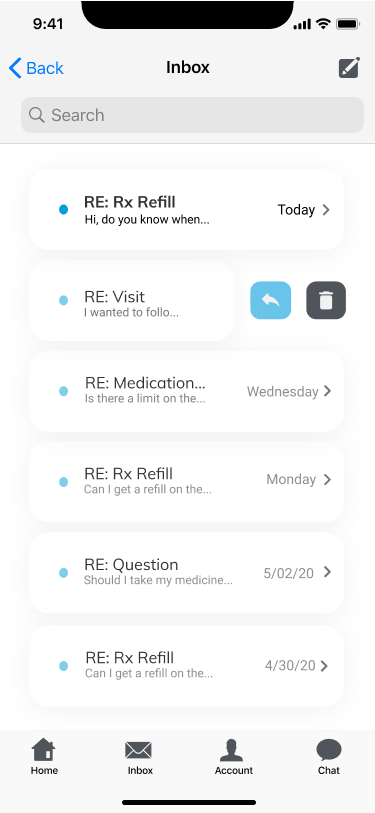 9:41
Back
Inbox
Search
RE: Rx Refill
Hi, do you know when...
Today
RE: Visit
I wanted to follo...
RE: Medication...
Is there a limit on the...
Wednesday
RE: Rx Refill
Can I get a refill on the...
Monday
RE: Question
Should I take my medicine...
5/02/20
RE: Rx Refill
Can I get a refill on the...
4/30/20
Home
Inbox
Account
Chat